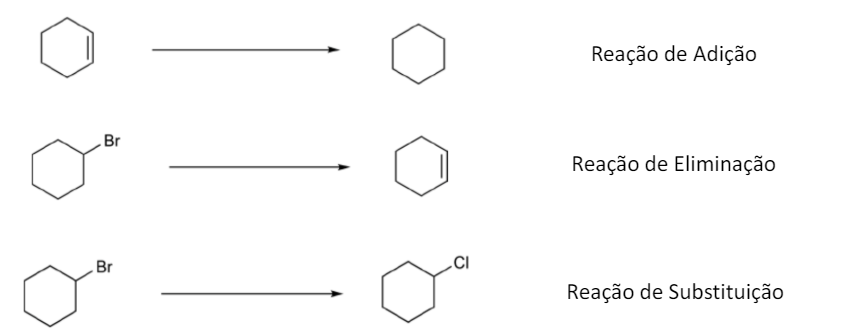 Reação de Adição
Br
Reação de Eliminação
Br
Cl
Reação de Substituição